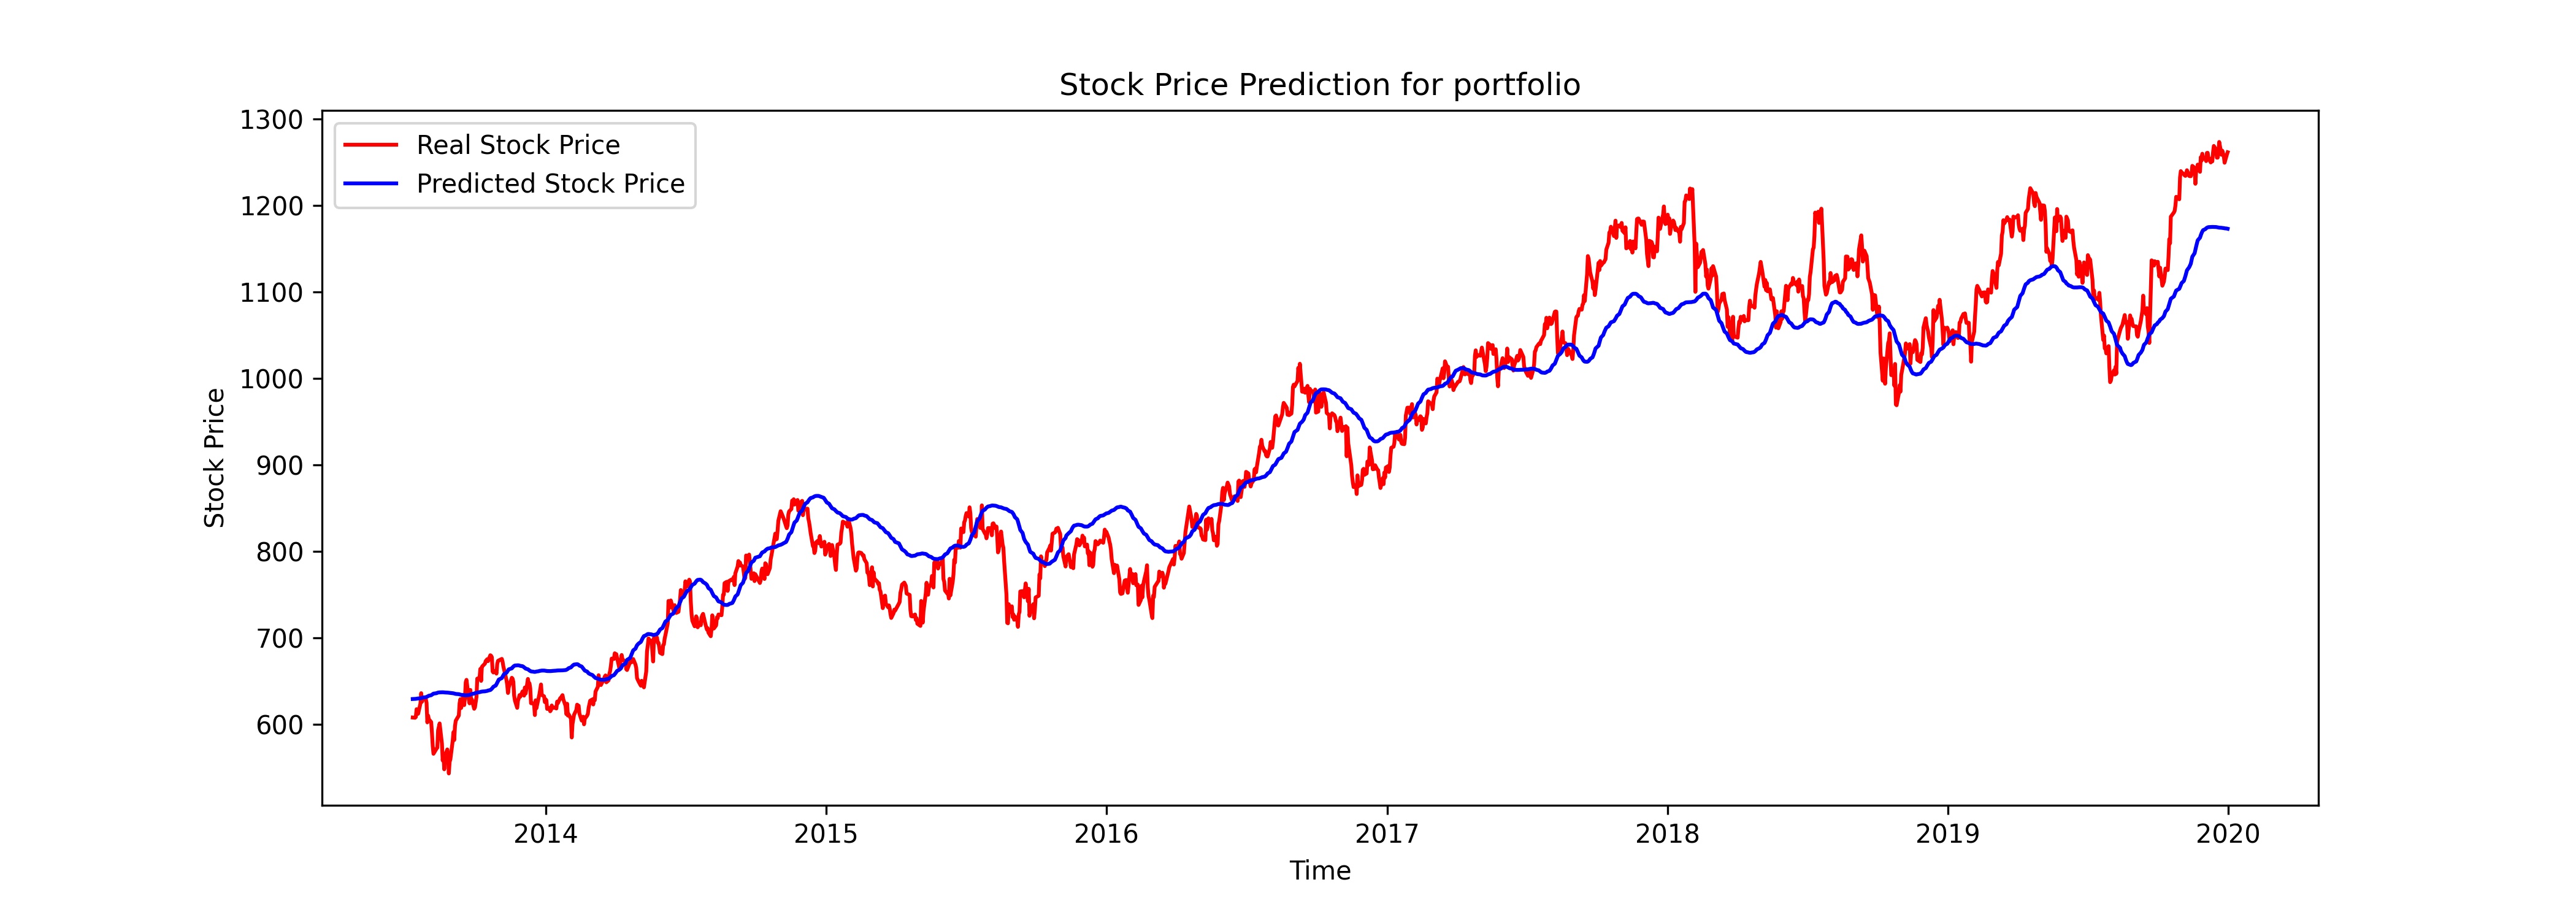 Stock Price Prediction for portfolio
Real Stock Price
Predicted Stock Price
1300
1200
1100
1000
900
800
700
600
Stock Price
2014 2015 2016 2017 2018 2019 2020
Time